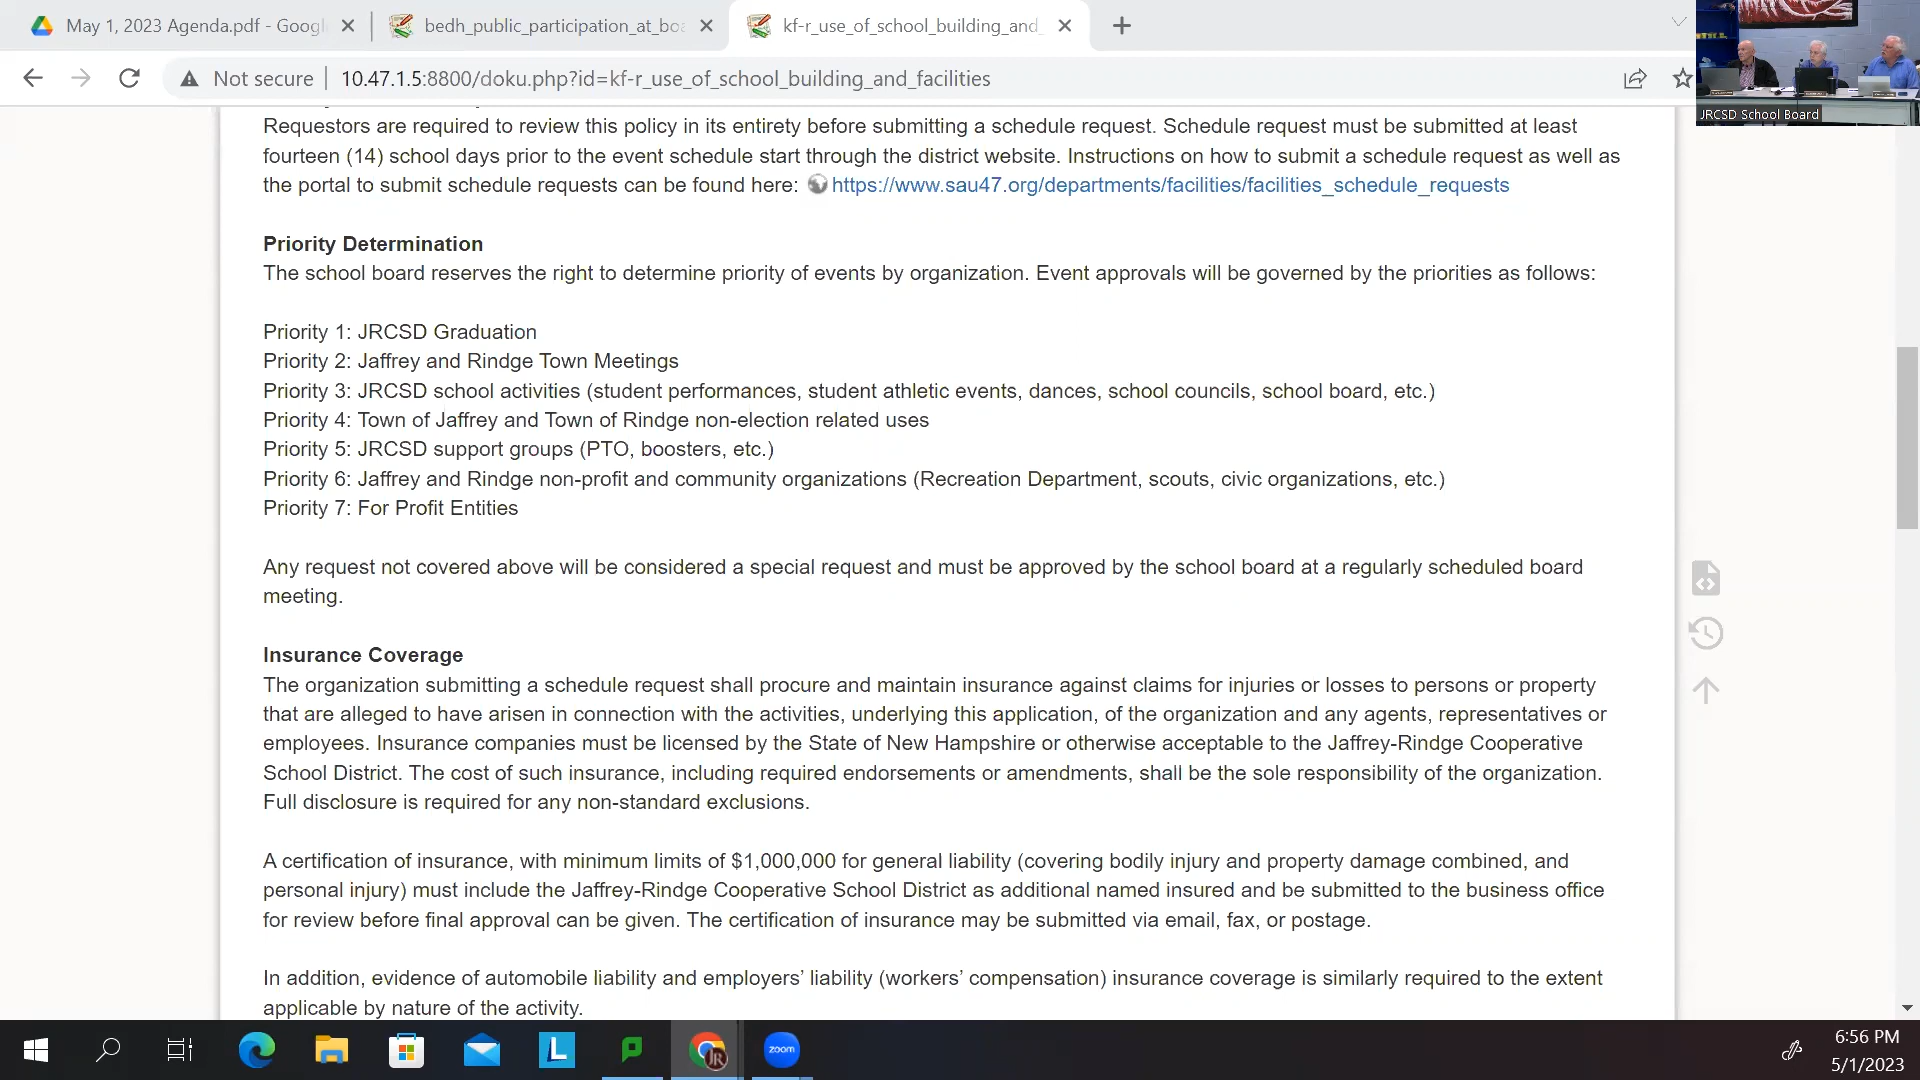 May 1, 2023 Agenda.pdf - Googl
bedh_public_participation_at_boa
kf-r_use_of_school_building_and_
Not secure
10.47.1.5:8800/doku.php?id=kf-r_use_of_school_building_and_facilities
JRCSD School Board
Requestors are required to review this policy in its entirety before submitting a schedule request. Schedule request must be submitted at least
fourteen (14) school days prior to the event schedule start through the district website. Instructions on how to submit a schedule request as well as
the portal to submit schedule requests can be found here: https://www.sau47.org/departments/facilities/facilities_schedule_requests
Priority Determination
The school board reserves the right to determine priority of events by organization. Event approvals will be governed by the priorities as follows:
Priority 1: JRCSD Graduation
Priority 2: Jaffrey and Rindge Town Meetings
Priority 3: JRCSD school activities (student performances, student athletic events, dances, school councils, school board, etc.)
Priority 4: Town of Jaffrey and Town of Rindge non-election related uses
Priority 5: JRCSD support groups (PTO, boosters, etc.)
Priority 6: Jaffrey and Rindge non-profit and community organizations (Recreation Department, scouts, civic organizations, etc.)
Priority 7: For Profit Entities
Any request not covered above will be considered a special request and must be approved by the school board at a regularly scheduled board
meeting.
Insurance Coverage
The organization submitting a schedule request shall procure and maintain insurance against claims for injuries or losses to persons or property
that are alleged to have arisen in connection with the activities, underlying this application, of the organization and any agents, representatives or
employees. Insurance companies must be licensed by the State of New Hampshire or otherwise acceptable to the Jaffrey-Rindge Cooperative
School District. The cost of such insurance, including required endorsements or amendments, shall be the sole responsibility of the organization.
Full disclosure is required for any non-standard exclusions.
A certification of insurance, with minimum limits of $1,000,000 for general liability (covering bodily injury and property damage combined, and
personal injury) must include the Jaffrey-Rindge Cooperative School District as additional named insured and be submitted to the business office
for review before final approval can be given. The certification of insurance may be submitted via email, fax, or postage.
In addition, evidence of automobile liability and employers’ liability (workers’ compensation) insurance coverage is similarly required to the extent
applicable by nature of the activity.
L
JR
zoom
6:56 PM
5/1/2023